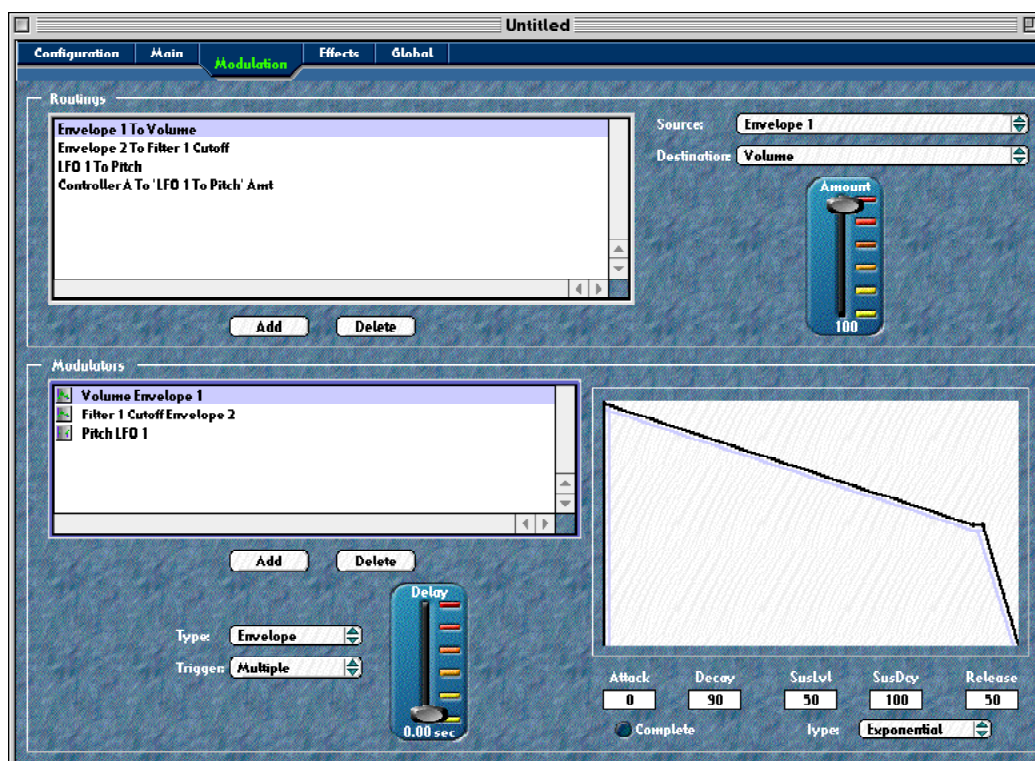 Untitled
Configuration Main Modulation Effects Global
Routings
Envelope 1 To Volume
Envelope 2 To Filter 1 Cutoff
LFO 1 To Pitch
Controller A To 'LFO 1 To Pitch' Amt
Source: Envelope 1
Destination: Volume
Amount
100
Add Delete
Modulators
Volume Envelope 1
Filter 1 Cutoff Envelope 2
Pitch LFO 1
Add Delete
Type: Envelope
Trigger: Multiple
Delay
0.00 sec
Attack Decay SusLvl SusDcy Release
0 90 50 100 50
Complete Type: Exponential